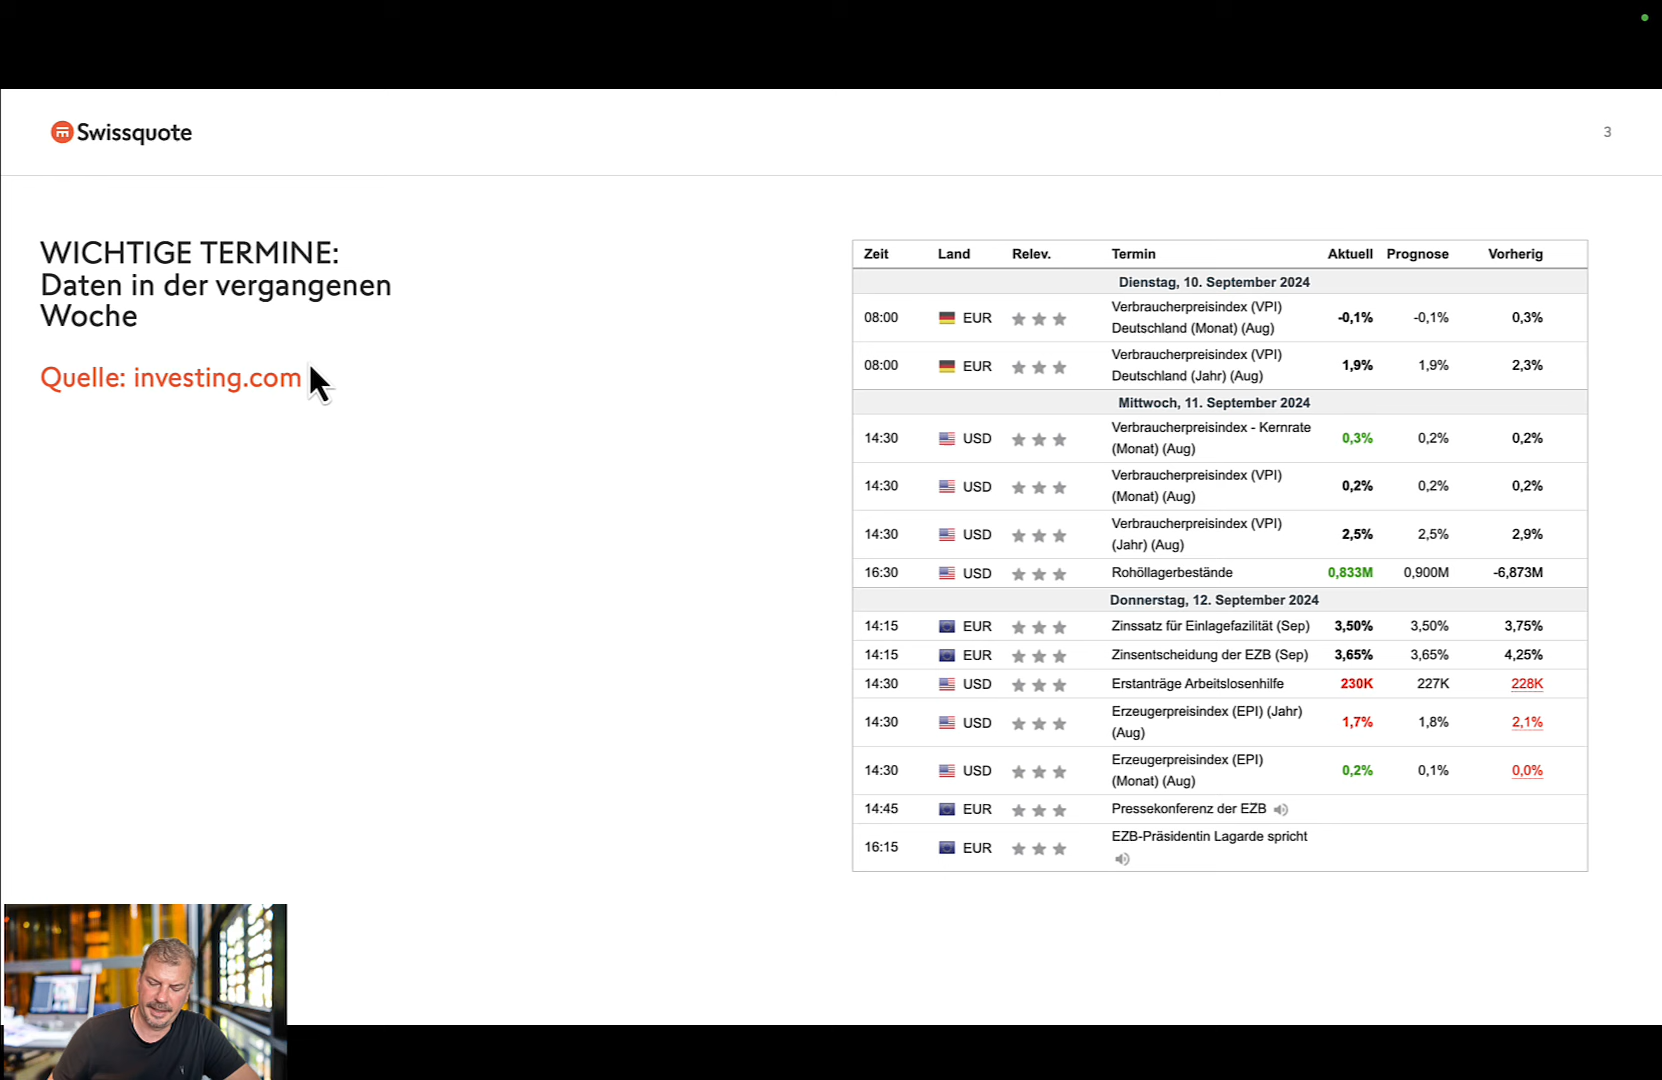 Swissquote
3
WICHTIGE TERMINE:
Daten in der vergangenen
Woche
Quelle: investing.com
Zeit Land Relev. Termin Aktuell Prognose Vorherig
Dienstag, 10. September 2024
08:00 EUR Verbraucherpreisindex (VPI) -0,1% -0,1% 0,3%
Deutschland (Monat) (Aug)
08:00 EUR Verbraucherpreisindex (VPI) 1,9% 1,9% 2,3%
Deutschland (Jahr) (Aug)
Mittwoch, 11. September 2024
14:30 USD Verbraucherpreisindex - Kernrate 0,3% 0,2% 0,2%
(Monat) (Aug)
14:30 USD Verbraucherpreisindex (VPI) 0,2% 0,2% 0,2%
(Monat) (Aug)
14:30 USD Verbraucherpreisindex (VPI) 2,5% 2,5% 2,9%
(Jahr) (Aug)
16:30 USD Rohöllagerbestände 0,833M 0,900M -6,873M
Donnerstag, 12. September 2024
14:15 EUR Zinssatz für Einlagefazilität (Sep) 3,50% 3,50% 3,75%
14:15 EUR Zinsentscheidung der EZB (Sep) 3,65% 3,65% 4,25%
14:30 USD Erstanträge Arbeitslosenhilfe 230K 227K 228K
14:30 USD Erzeugerpreisindex (EPI) (Jahr) 1,7% 1,8% 2,1%
(Aug)
14:30 USD Erzeugerpreisindex (EPI) 0,2% 0,1% 0,0%
(Monat) (Aug)
14:45 EUR Pressekonferenz der EZB
16:15 EUR EZB-Präsidentin Lagarde spricht